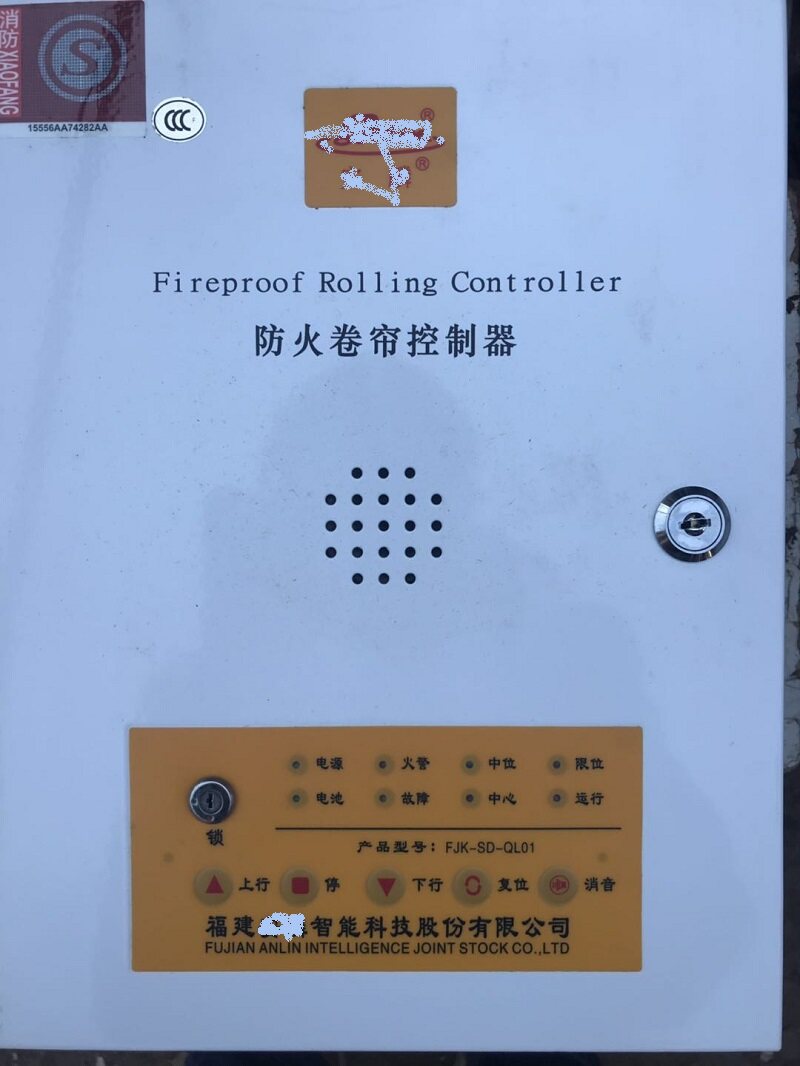 消防 XIAOFANG
S
15556AA74282AA
CCC F
®
®
Fireproof Rolling Controller
防火卷帘控制器
电源 火警 中位 限位
电池 故障 中心 运行
锁
产品型号：FJK-SD-QL01
上行 停 下行 复位 消音
福建 智能科技股份有限公司
FUJIAN ANLIN INTELLIGENCE JOINT STOCK CO.,LTD